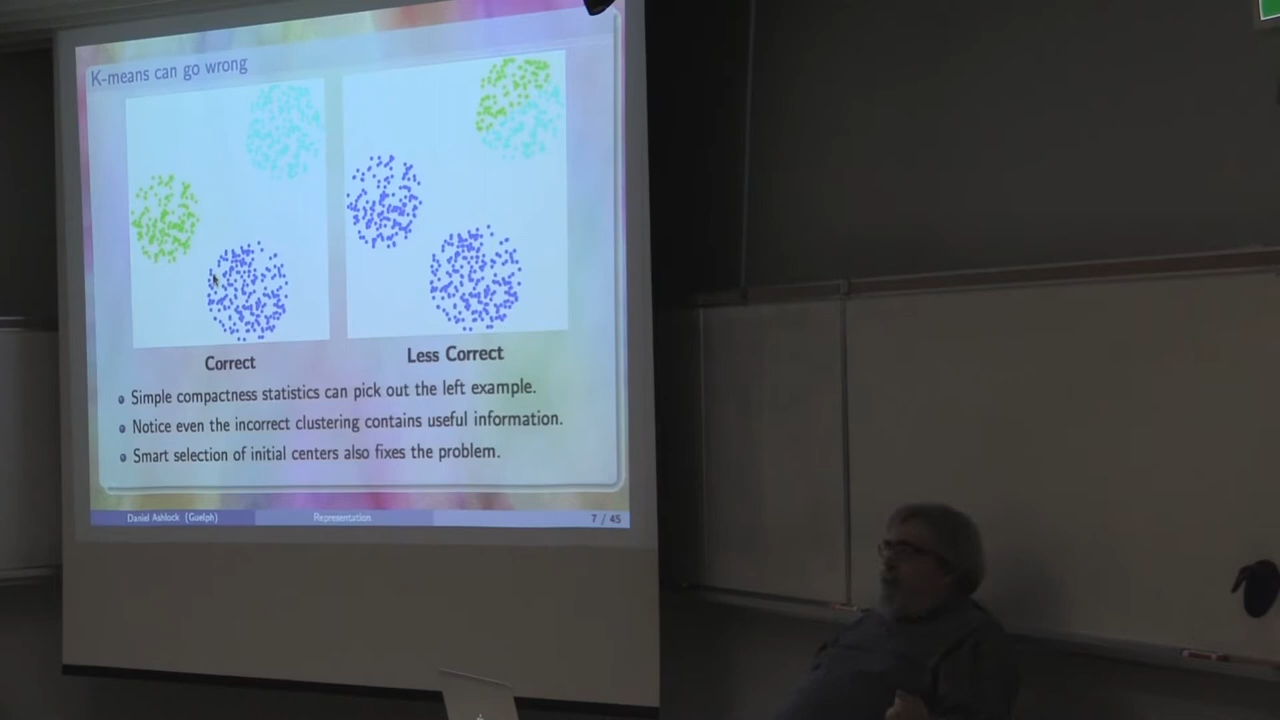 K-means can go wrong
Correct
Less Correct
Simple compactness statistics can pick out the left example.
Notice even the incorrect clustering contains useful information.
Smart selection of initial centers also fixes the problem.
Daniel Ashlock (Guelph)
Representation
7 / 45